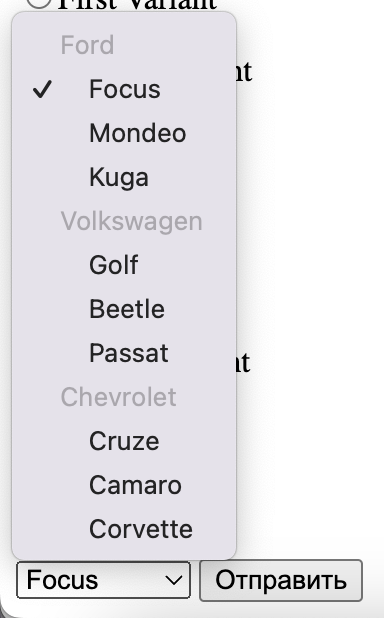 First Variant
Ford
Focus
Mondeo
Kuga
Volkswagen
Golf
Beetle
Passat
Chevrolet
Cruze
Camaro
Corvette
Focus
Отправить